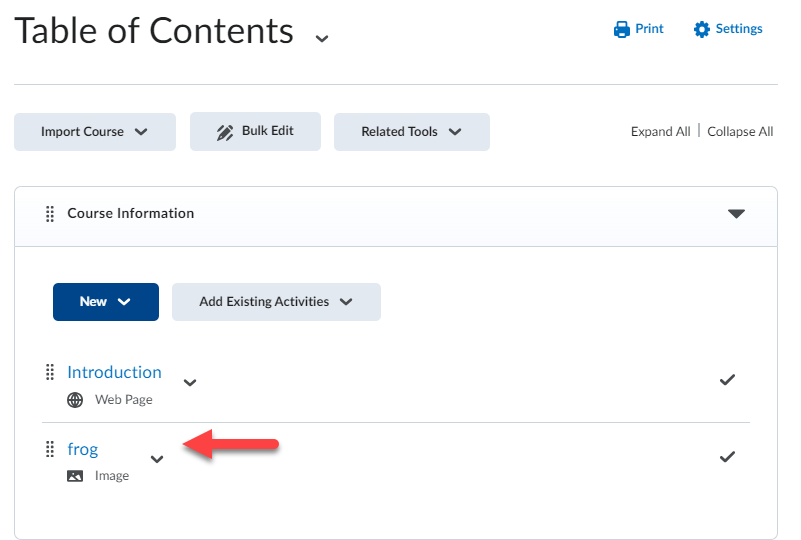 Table of Contents
Print
Settings
Import Course
Bulk Edit
Related Tools
Expand All | Collapse All
Course Information
New
Add Existing Activities
Introduction
Web Page
frog
Image